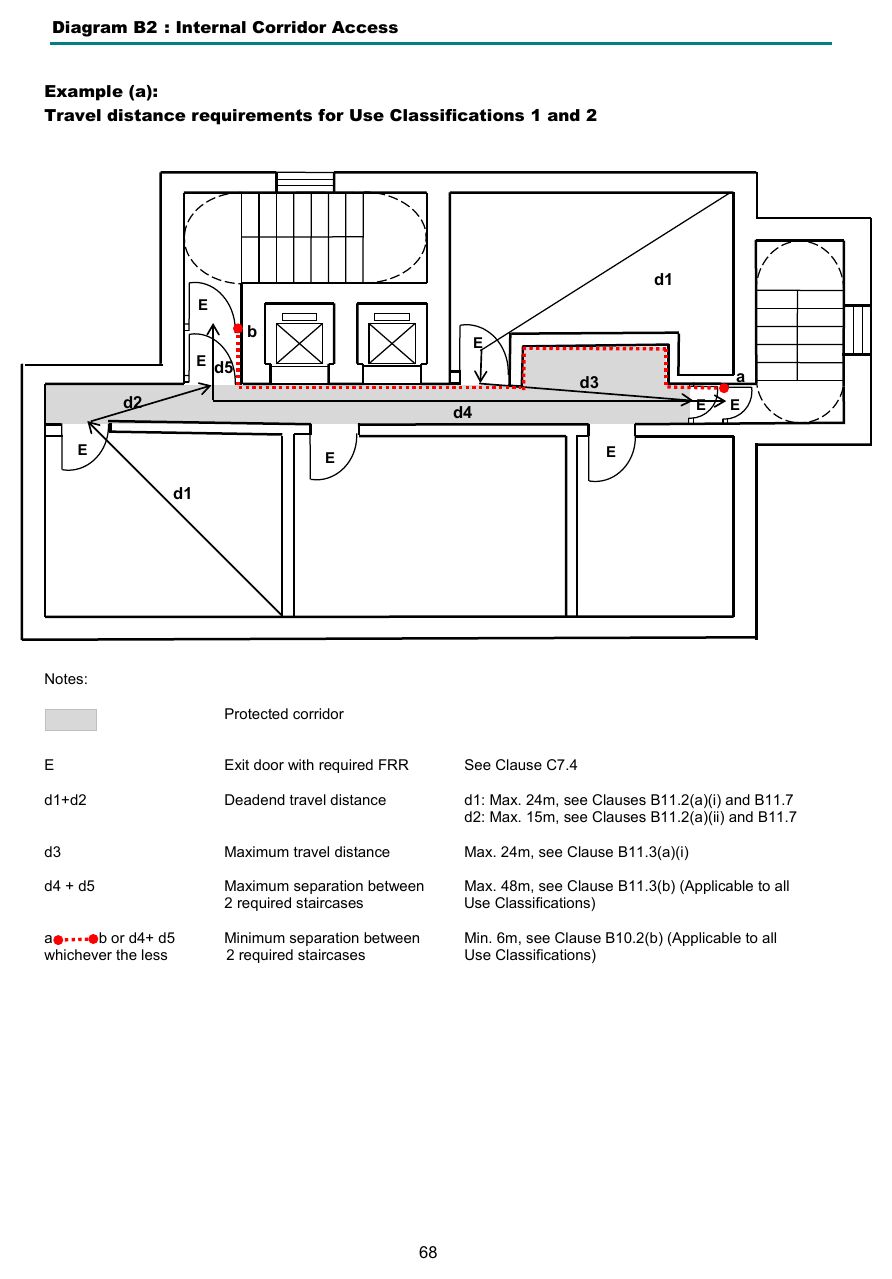 Diagram B2 : Internal Corridor Access
Example (a):
Travel distance requirements for Use Classifications 1 and 2
d1
E
b
E
E
d5
a
d3
d2
E
E
d4
E
E
E
d1
Notes:
Protected corridor
E Exit door with required FRR See Clause C7.4
d1+d2 Deadend travel distance d1: Max. 24m, see Clauses B11.2(a)(i) and B11.7
d2: Max. 15m, see Clauses B11.2(a)(ii) and B11.7
d3 Maximum travel distance Max. 24m, see Clause B11.3(a)(i)
d4 + d5 Maximum separation between Max. 48m, see Clause B11.3(b) (Applicable to all
2 required staircases Use Classifications)
a b or d4+ d5 Minimum separation between Min. 6m, see Clause B10.2(b) (Applicable to all
whichever the less 2 required staircases Use Classifications)
68